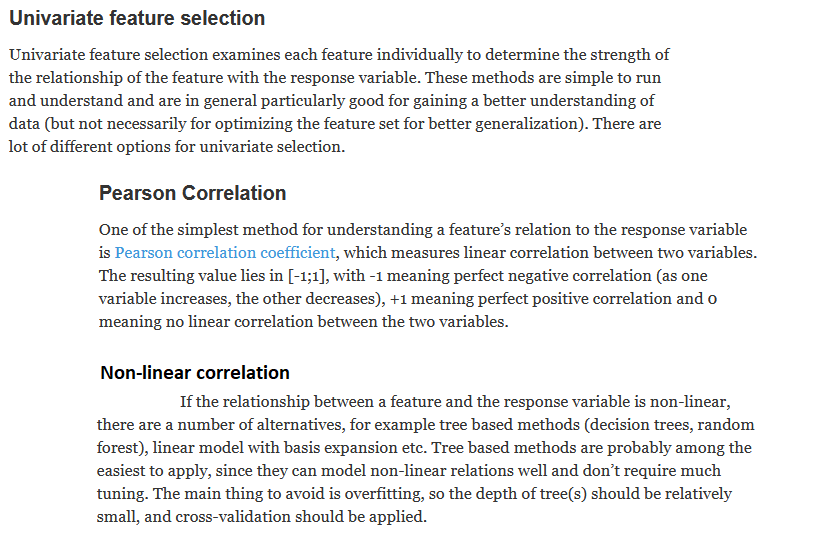 Univariate feature selection
Univariate feature selection examines each feature individually to determine the strength of
the relationship of the feature with the response variable. These methods are simple to run
and understand and are in general particularly good for gaining a better understanding of
data (but not necessarily for optimizing the feature set for better generalization). There are
lot of different options for univariate selection.
Pearson Correlation
One of the simplest method for understanding a feature’s relation to the response variable
is Pearson correlation coefficient, which measures linear correlation between two variables.
The resulting value lies in [-1;1], with -1 meaning perfect negative correlation (as one
variable increases, the other decreases), +1 meaning perfect positive correlation and 0
meaning no linear correlation between the two variables.
Non-linear correlation
If the relationship between a feature and the response variable is non-linear,
there are a number of alternatives, for example tree based methods (decision trees, random
forest), linear model with basis expansion etc. Tree based methods are probably among the
easiest to apply, since they can model non-linear relations well and don’t require much
tuning. The main thing to avoid is overfitting, so the depth of tree(s) should be relatively
small, and cross-validation should be applied.